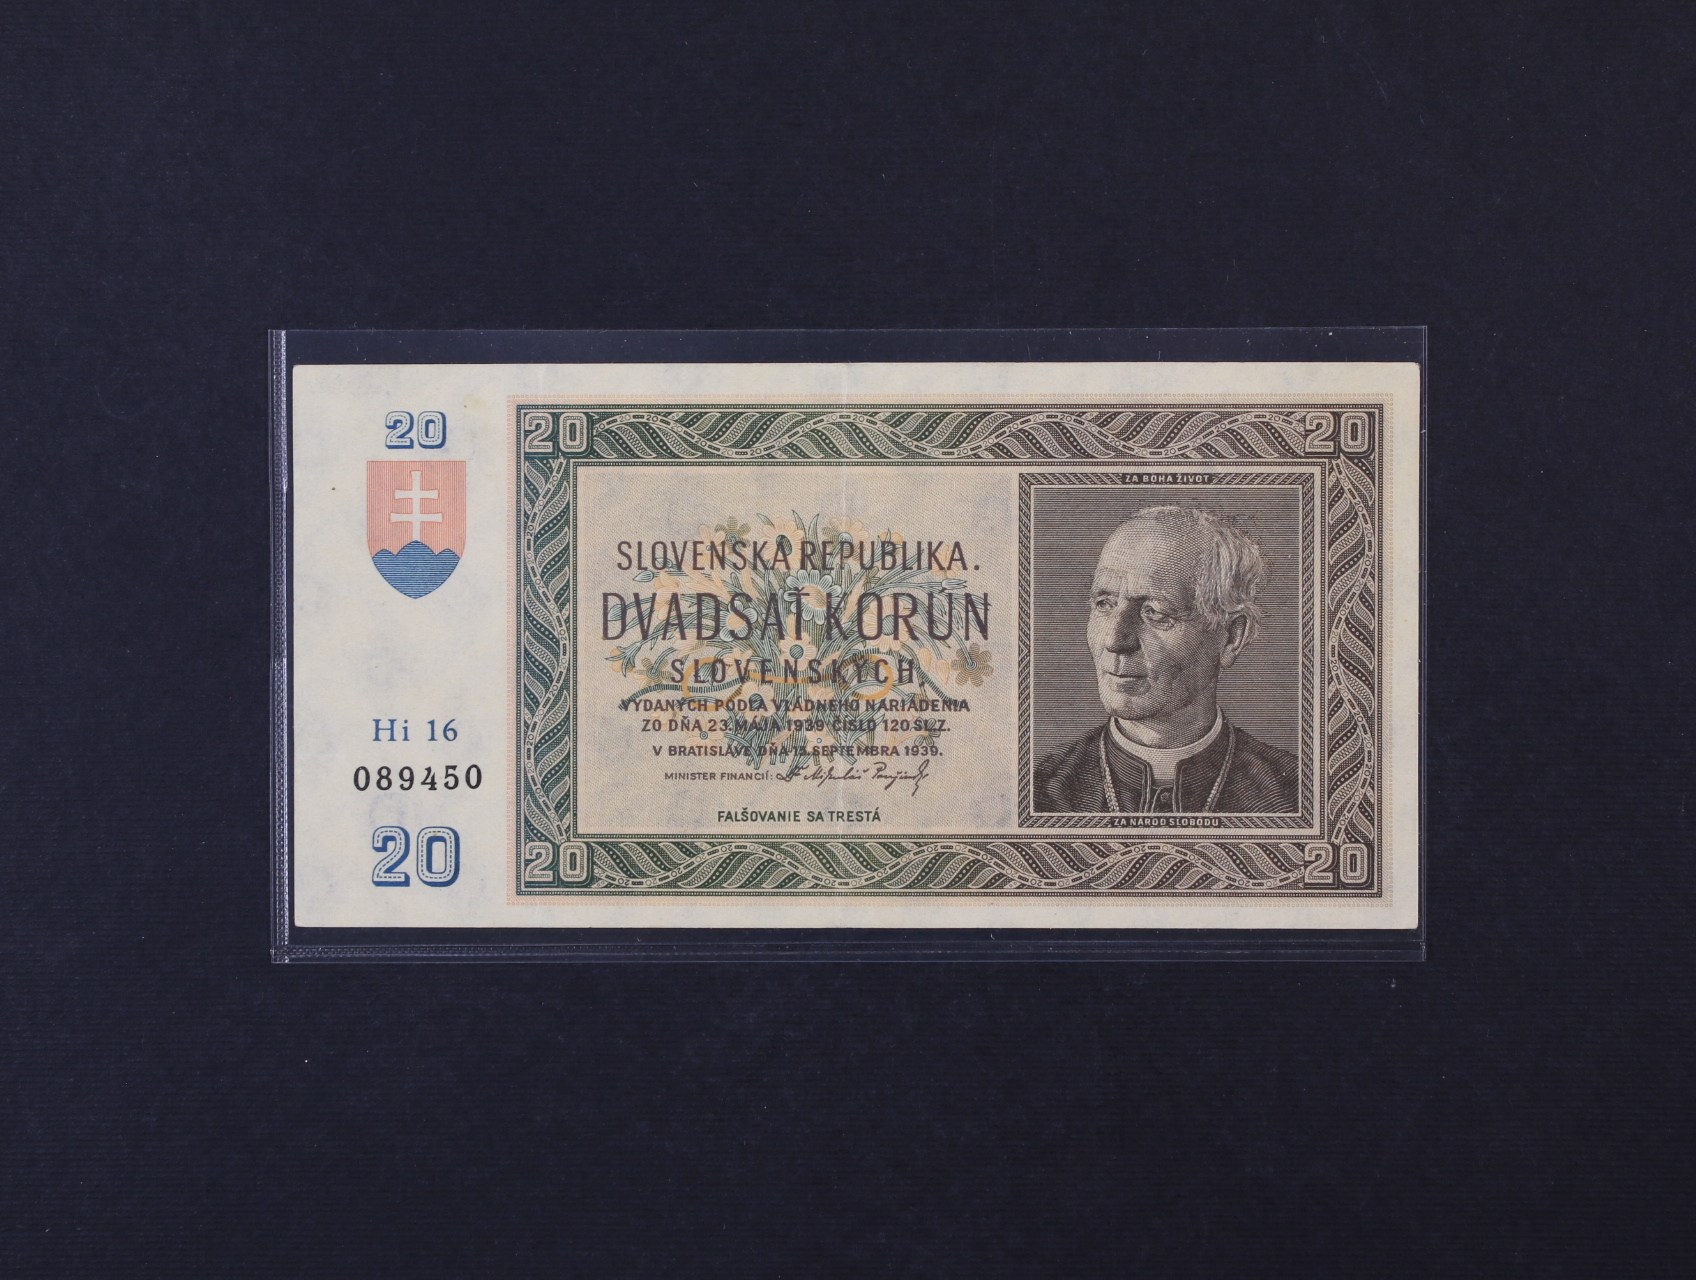 20
Hi 16
089450
20
20
20
SLOVENSKÁ REPUBLIKA.
DVADSAŤ KORÚN
SLOVENSKÝCH,
VYDANÝCH PODĽA VLÁDNEHO NARIADENIA
ZO DŇA 23. MÁJA 1939 ČÍSLO 120 SL. Z.
V BRATISLAVE DŇA 15. SEPTEMBRA 1939.
MINISTER FINANCIÍ:
FALŠOVANIE SA TRESTÁ
ZA BOHA ŽIVOT
ZA NÁROD SLOBODU
20
20